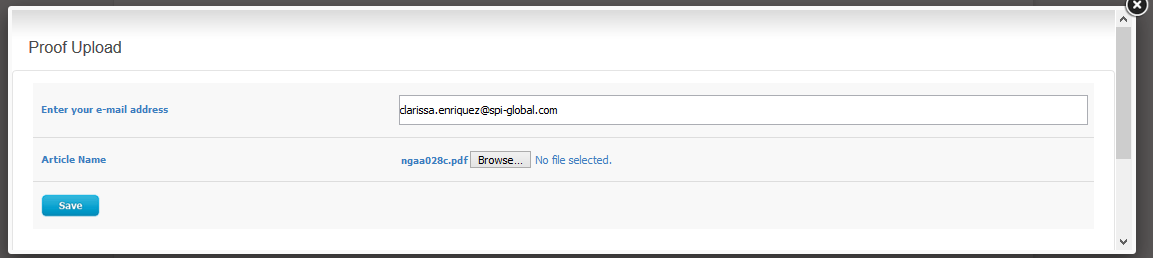 Proof Upload
Enter your e-mail address clarissa.enriquez@spi-global.com
Article Name ngaa028c.pdf Browse... No file selected.
Save